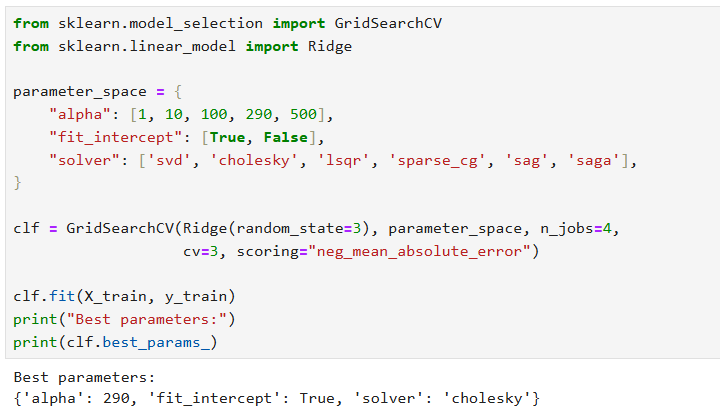 from sklearn.model_selection import GridSearchCV
from sklearn.linear_model import Ridge
parameter_space = {
    "alpha": [1, 10, 100, 290, 500],
    "fit_intercept": [True, False],
    "solver": ['svd', 'cholesky', 'lsqr', 'sparse_cg', 'sag', 'saga'],
}
clf = GridSearchCV(Ridge(random_state=3), parameter_space, n_jobs=4,
                   cv=3, scoring="neg_mean_absolute_error")
clf.fit(X_train, y_train)
print("Best parameters:")
print(clf.best_params_)
Best parameters:
{'alpha': 290, 'fit_intercept': True, 'solver': 'cholesky'}